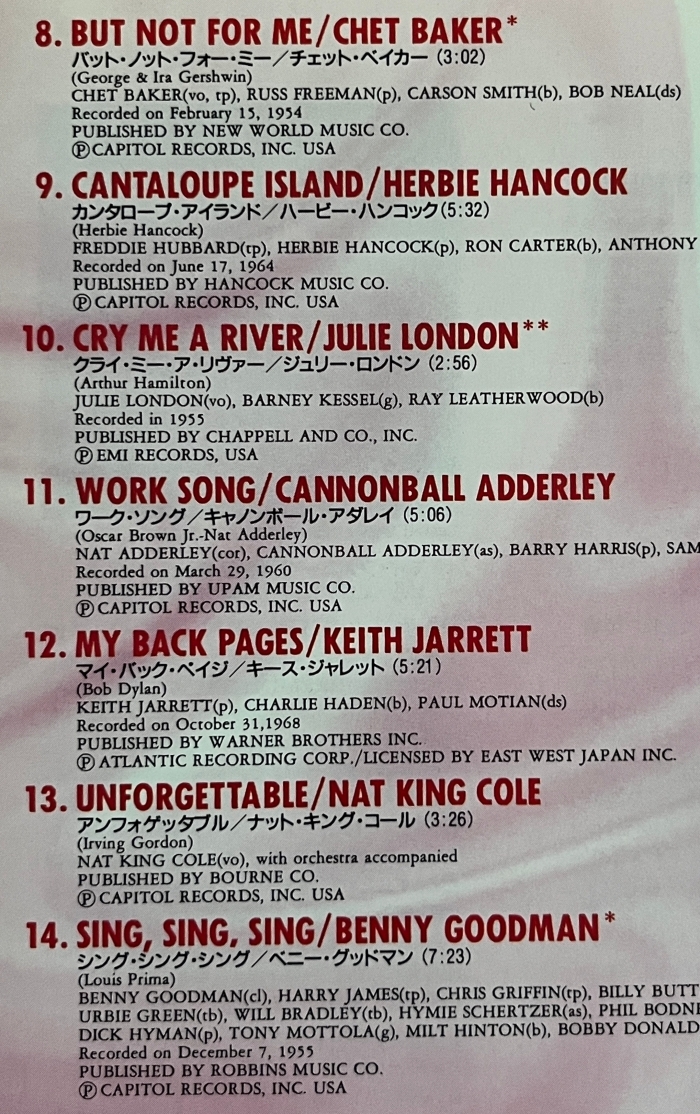 8. BUT NOT FOR ME/CHET BAKER*
バット・ノット・フォー・ミー／チェット・ベイカー (3:02)
(George & Ira Gershwin)
CHET BAKER(vo, tp), RUSS FREEMAN(p), CARSON SMITH(b), BOB NEAL(ds)
Recorded on February 15, 1954
PUBLISHED BY NEW WORLD MUSIC CO.
ⓅCAPITOL RECORDS, INC. USA
9. CANTALOUPE ISLAND/HERBIE HANCOCK
カンタロープ・アイランド／ハービー・ハンコック(5:32)
(Herbie Hancock)
FREDDIE HUBBARD(tp), HERBIE HANCOCK(p), RON CARTER(b), ANTHONY
Recorded on June 17, 1964
PUBLISHED BY HANCOCK MUSIC CO.
ⓅCAPITOL RECORDS, INC. USA
10. CRY ME A RIVER/JULIE LONDON**
クライ・ミー・ア・リヴァー／ジュリー・ロンドン (2:56)
(Arthur Hamilton)
JULIE LONDON(vo), BARNEY KESSEL(g), RAY LEATHERWOOD(b)
Recorded in 1955
PUBLISHED BY CHAPPELL AND CO., INC.
ⓅEMI RECORDS, USA
11. WORK SONG/CANNONBALL ADDERLEY
ワーク・ソング／キャノンボール・アダレイ (5:06)
(Oscar Brown Jr.-Nat Adderley)
NAT ADDERLEY(cor), CANNONBALL ADDERLEY(as), BARRY HARRIS(p), SAM
Recorded on March 29, 1960
PUBLISHED BY UPAM MUSIC CO.
ⓅCAPITOL RECORDS, INC. USA
12. MY BACK PAGES/KEITH JARRETT
マイ・バック・ペイジ／キース・ジャレット (5:21)
(Bob Dylan)
KEITH JARRETT(p), CHARLIE HADEN(b), PAUL MOTIAN(ds)
Recorded on October 31,1968
PUBLISHED BY WARNER BROTHERS INC.
ⓅATLANTIC RECORDING CORP./LICENSED BY EAST WEST JAPAN INC.
13. UNFORGETTABLE/NAT KING COLE
アンフォゲッタブル／ナット・キング・コール (3:26)
(Irving Gordon)
NAT KING COLE(vo), with orchestra accompanied
PUBLISHED BY BOURNE CO.
ⓅCAPITOL RECORDS, INC. USA
14. SING, SING, SING/BENNY GOODMAN*
シング・シング・シング／ベニー・グッドマン (7:23)
(Louis Prima)
BENNY GOODMAN(cl), HARRY JAMES(tp), CHRIS GRIFFIN(tp), BILLY BUTT
URBIE GREEN(tb), WILL BRADLEY(tb), HYMIE SCHERTZER(as), PHIL BODN
DICK HYMAN(p), TONY MOTTOLA(g), MILT HINTON(b), BOBBY DONALD
Recorded on December 7, 1955
PUBLISHED BY ROBBINS MUSIC CO.
ⓅCAPITOL RECORDS, INC. USA